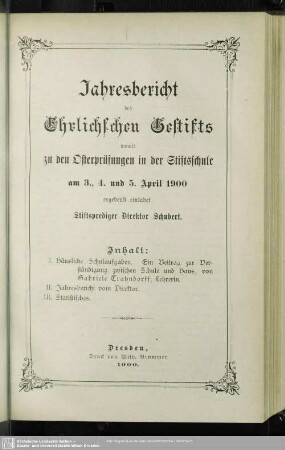 Jahresbericht
des
Ehrlichschen Gestifts
womit
zu den Osterprüfungen in der Stiftsschule
am 3., 4. und 5. April 1900
ergebenst einladet
Stiftsprediger Direktor Schubert.
Inhalt:
I. Häusliche Schulaufgaben. Ein Beitrag zur Ver-
ständigung zwischen Schule und Haus, von
Gabriele Trabndorff, Lehrerin.
II. Jahresbericht vom Direktor.
III. Statistisches.
Dresden,
Druck von Wilh.
1900.